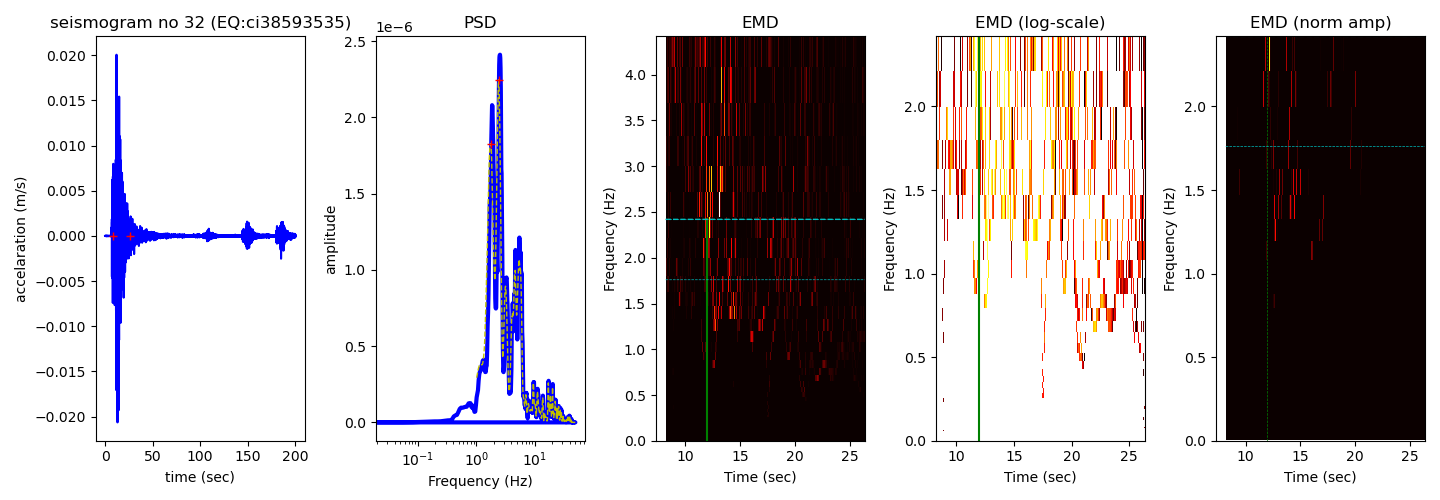 seismogram no 32 (EQ:ci38593535)
accelaration (m/s)
0.020
0.015
0.010
0.005
0.000
−0.005
−0.010
−0.015
−0.020
0 50 100 150 200
time (sec)
PSD
1e−6
amplitude
2.5
2.0
1.5
1.0
0.5
0.0
10⁻¹ 10⁰ 10¹
Frequency (Hz)
EMD
Frequency (Hz)
4.0
3.5
3.0
2.5
2.0
1.5
1.0
0.5
0.0
10 15 20 25
Time (sec)
EMD (log-scale)
Frequency (Hz)
2.0
1.5
1.0
0.5
0.0
10 15 20 25
Time (sec)
EMD (norm amp)
Frequency (Hz)
2.0
1.5
1.0
0.5
0.0
10 15 20 25
Time (sec)